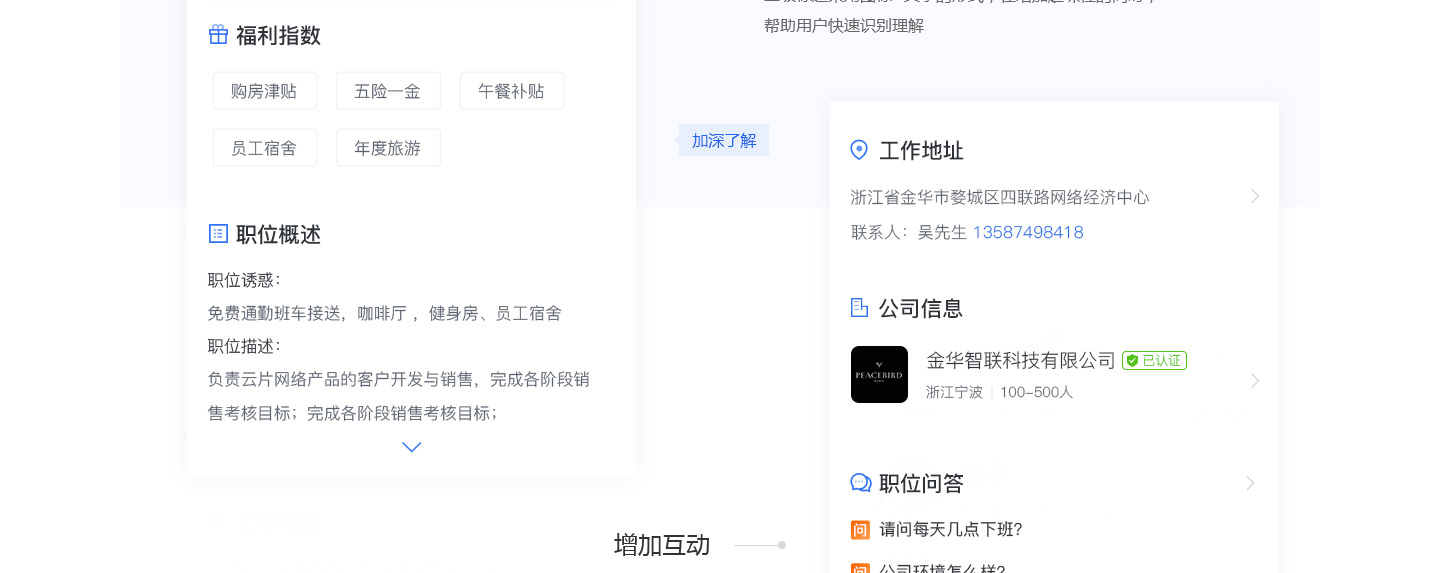 帮助用户快速识别理解
福利指数
购房津贴 五险一金 午餐补贴
员工宿舍 年度旅游
加深了解
职位概述
职位诱惑：
免费通勤班车接送，咖啡厅 ，健身房、员工宿舍
职位描述：
负责云片网络产品的客户开发与销售，完成各阶段销
售考核目标；完成各阶段销售考核目标；
工作地址
浙江省金华市婺城区四联路网络经济中心
联系人：吴先生 13587498418
公司信息
PEACEBIRD
金华智联科技有限公司 已认证
浙江宁波 | 100-500人
职位问答
问 请问每天几点下班?
问 公司环境怎么样?
增加互动